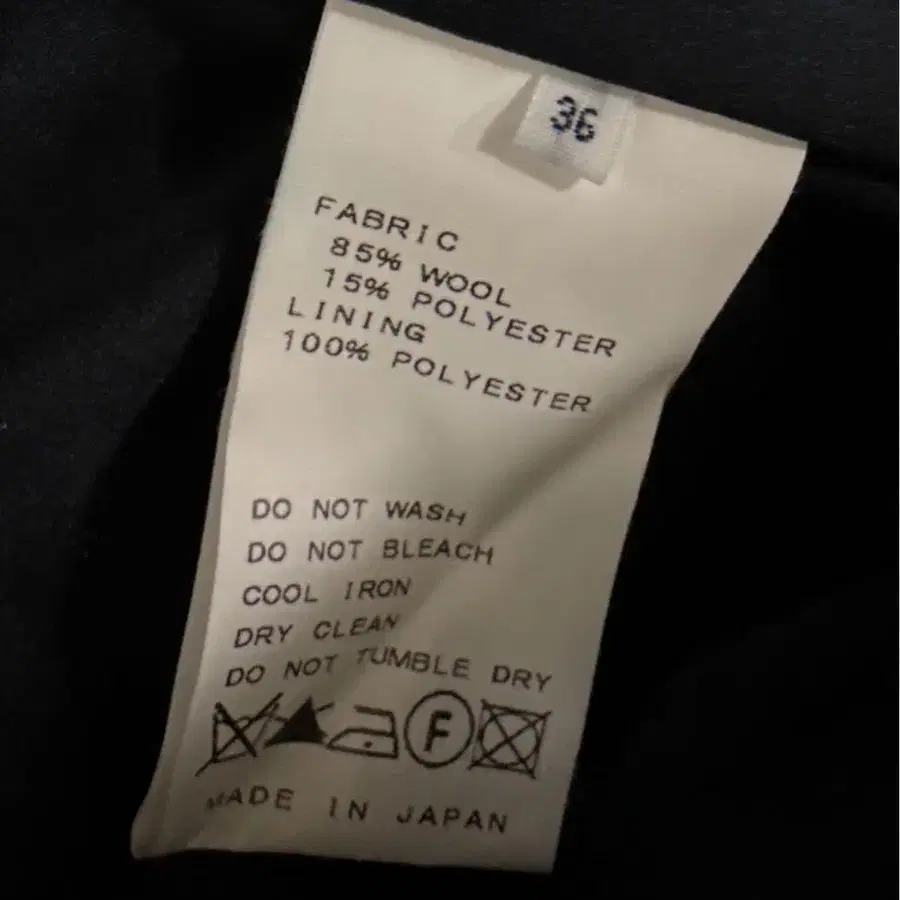 36
FABRIC
85% WOOL
15% POLYESTER
LINING
100% POLYESTER
DO NOT WASH
DO NOT BLEACH
COOL IRON
DRY CLEAN
DO NOT TUMBLE DRY
F
MADE IN JAPAN